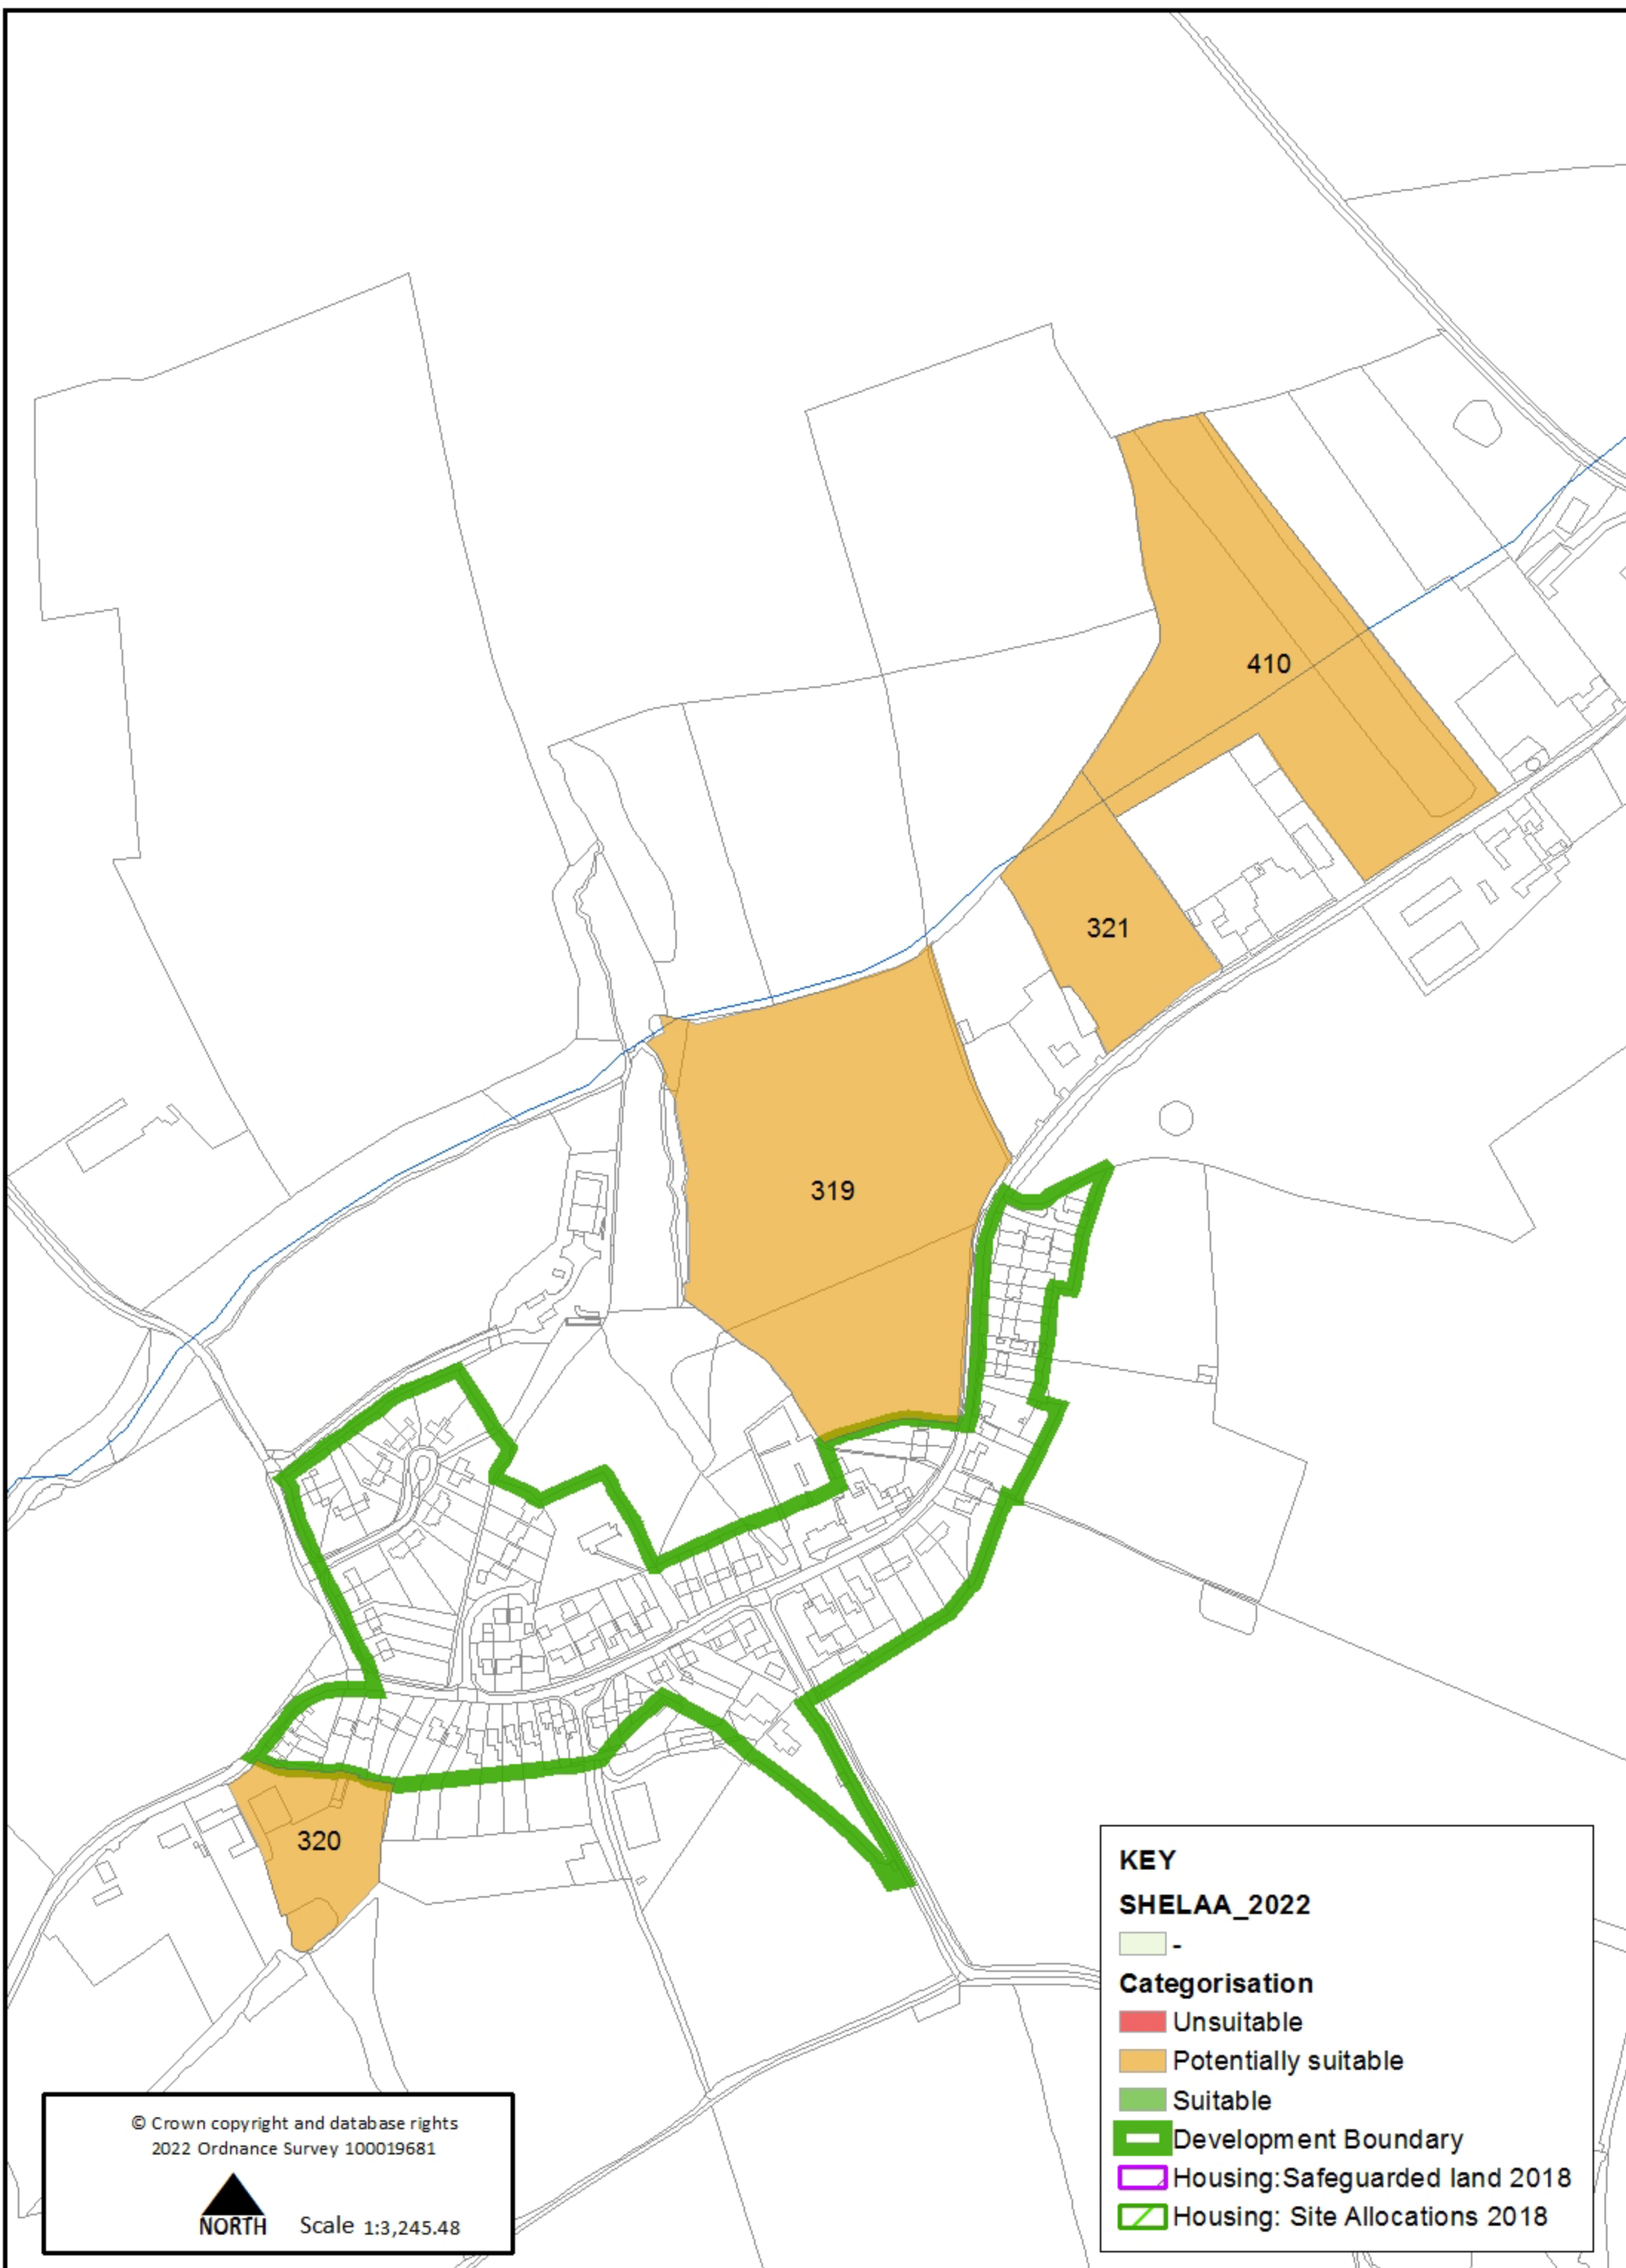 410
321
319
320
KEY
SHELAA_2022
-
Categorisation
Unsuitable
Potentially suitable
Suitable
Development Boundary
Housing:Safeguarded land 2018
Housing: Site Allocations 2018
© Crown copyright and database rights
2022 Ordnance Survey 100019681
NORTH Scale 1:3,245.48